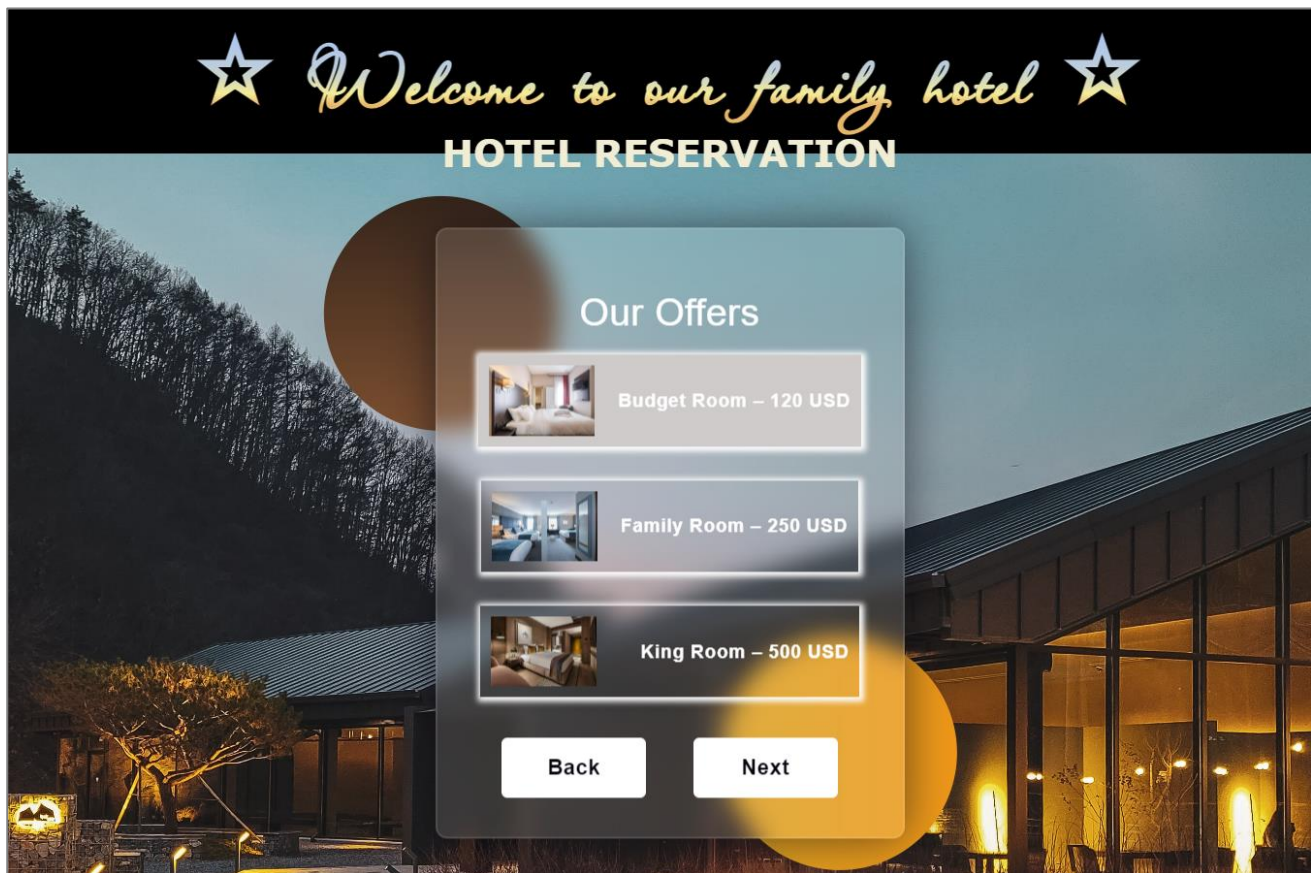 Welcome to our family hotel
HOTEL RESERVATION
Our Offers
Budget Room – 120 USD
Family Room – 250 USD
King Room – 500 USD
Back Next